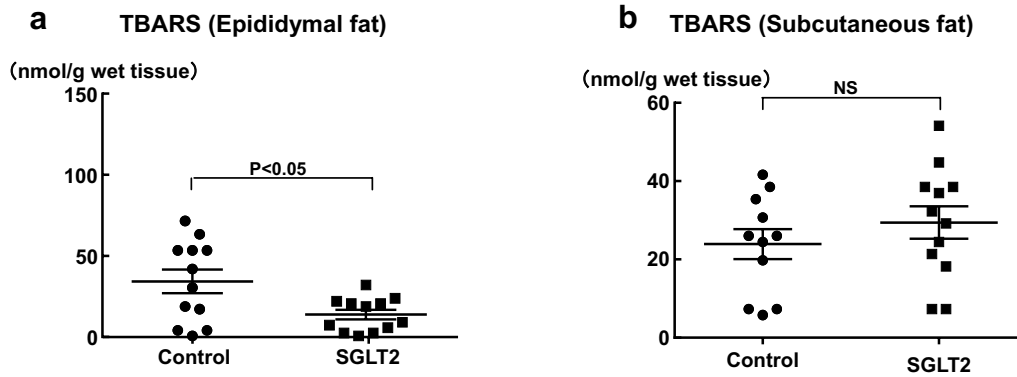 a
TBARS (Epididymal fat)
(nmol/g wet tissue)
150
100
50
0
P<0.05
Control
SGLT2
b
TBARS (Subcutaneous fat)
(nmol/g wet tissue)
60
40
20
0
NS
Control
SGLT2